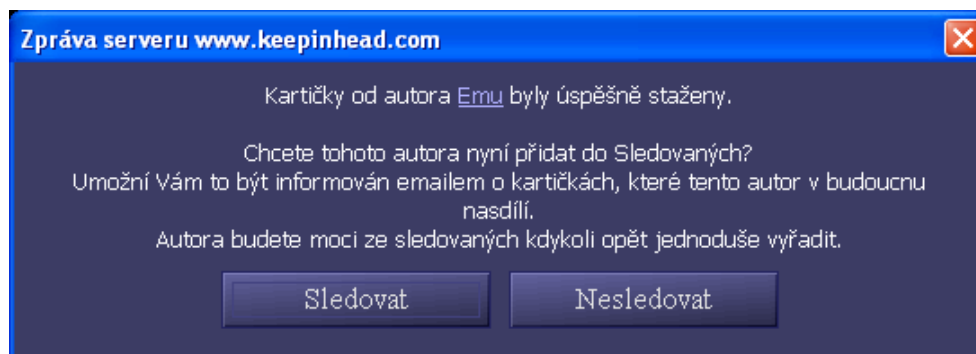 Zpráva serveru www.keepinhead.com
Kartičky od autora Emu byly úspěšně staženy.
Chcete tohoto autora nyní přidat do Sledovaných?
Umožní Vám to být informován emailem o kartičkách, které tento autor v budoucnu
nasdílí.
Autora budete moci ze sledovaných kdykoli opět jednoduše vyřadit.
Sledovat
Nesledovat